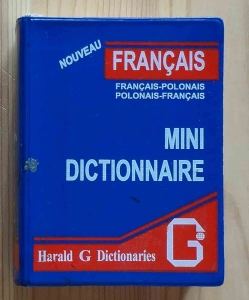 NOUVEAU
FRANÇAIS
FRANÇAIS-POLONAIS
POLONAIS-FRANÇAIS
MINI
DICTIONNAIRE
Harald G Dictionaries
G